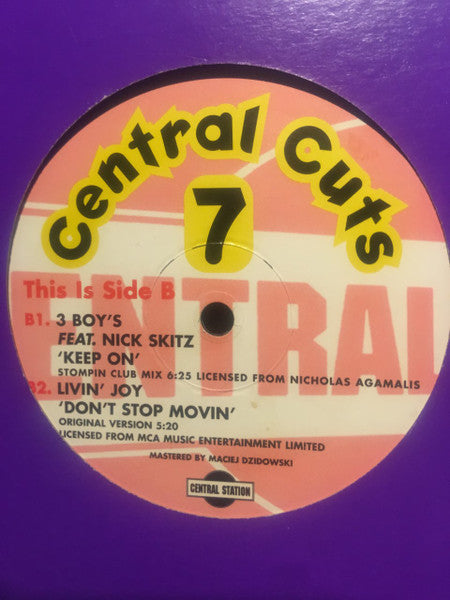 Central Cuts
7
This Is Side B
ENTRAL
B1. 3 BOY'S
FEAT. NICK SKITZ
'KEEP ON'
STOMPIN CLUB MIX 6:25 LICENSED FROM NICHOLAS AGAMALIS
B2. LIVIN' JOY
'DON'T STOP MOVIN'
ORIGINAL VERSION 5:20
LICENSED FROM MCA MUSIC ENTERTAINMENT LIMITED
MASTERED BY MACIEJ DZIDOWSKI
CENTRAL STATION